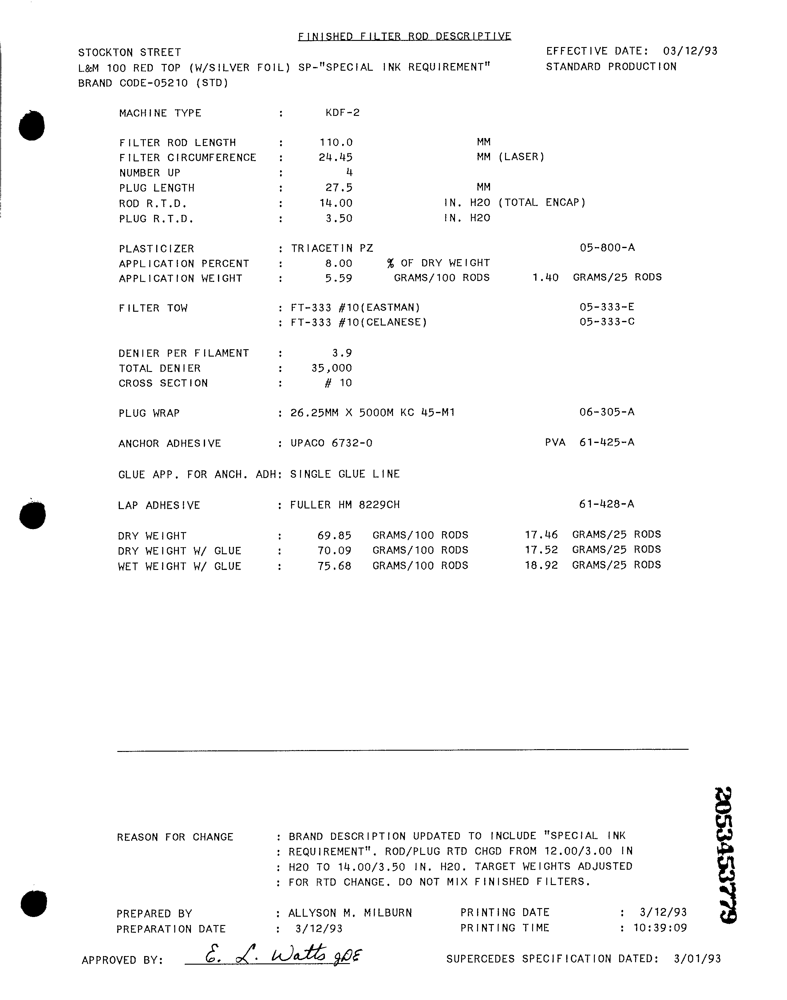 FINISHED FILTER ROD DESCRIPTIVE
STOCKTON STREET EFFECTIVE DATE: 03/12/93
L&M 100 RED TOP (W/SILVER FOIL) SP-"SPECIAL INK REQUIREMENT" STANDARD PRODUCTION
BRAND CODE-05210 (STD)
MACHINE TYPE : KDF-2
FILTER ROD LENGTH : 110.0 MM
FILTER CIRCUMFERENCE : 24.45 MM (LASER)
NUMBER UP : 4
PLUG LENGTH : 27.5 MM
ROD R.T.D. : 14.00 IN. H2O (TOTAL ENCAP)
PLUG R.T.D. : 3.50 IN. H2O
PLASTICIZER : TRIACETIN PZ 05-800-A
APPLICATION PERCENT : 8.00 % OF DRY WEIGHT
APPLICATION WEIGHT : 5.59 GRAMS/100 RODS 1.40 GRAMS/25 RODS
FILTER TOW : FT-333 #10(EASTMAN) 05-333-E
: FT-333 #10(CELANESE) 05-333-C
DENIER PER FILAMENT : 3.9
TOTAL DENIER : 35,000
CROSS SECTION : # 10
PLUG WRAP : 26.25MM X 5000M KC 45-M1 06-305-A
ANCHOR ADHESIVE : UPACO 6732-0 PVA 61-425-A
GLUE APP. FOR ANCH. ADH: SINGLE GLUE LINE
LAP ADHESIVE : FULLER HM 8229CH 61-428-A
DRY WEIGHT : 69.85 GRAMS/100 RODS 17.46 GRAMS/25 RODS
DRY WEIGHT W/ GLUE : 70.09 GRAMS/100 RODS 17.52 GRAMS/25 RODS
WET WEIGHT W/ GLUE : 75.68 GRAMS/100 RODS 18.92 GRAMS/25 RODS
REASON FOR CHANGE : BRAND DESCRIPTION UPDATED TO INCLUDE "SPECIAL INK
: REQUIREMENT". ROD/PLUG RTD CHGD FROM 12.00/3.00 IN
: H2O TO 14.00/3.50 IN. H2O. TARGET WEIGHTS ADJUSTED
: FOR RTD CHANGE. DO NOT MIX FINISHED FILTERS.
PREPARED BY : ALLYSON M. MILBURN PRINTING DATE : 3/12/93
PREPARATION DATE : 3/12/93 PRINTING TIME : 10:39:09
APPROVED BY: E. L. Watts SUPERCEDES SPECIFICATION DATED: 3/01/93
2053453779